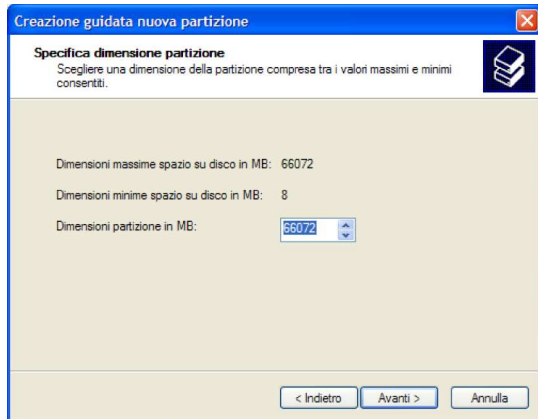 Creazione guidata nuova partizione
Specifica dimensione partizione
Scegliere una dimensione della partizione compresa tra i valori massimi e minimi
consentiti.
Dimensioni massime spazio su disco in MB: 66072
Dimensioni minime spazio su disco in MB: 8
Dimensioni partizione in MB: 66072
< Indietro Avanti > Annulla